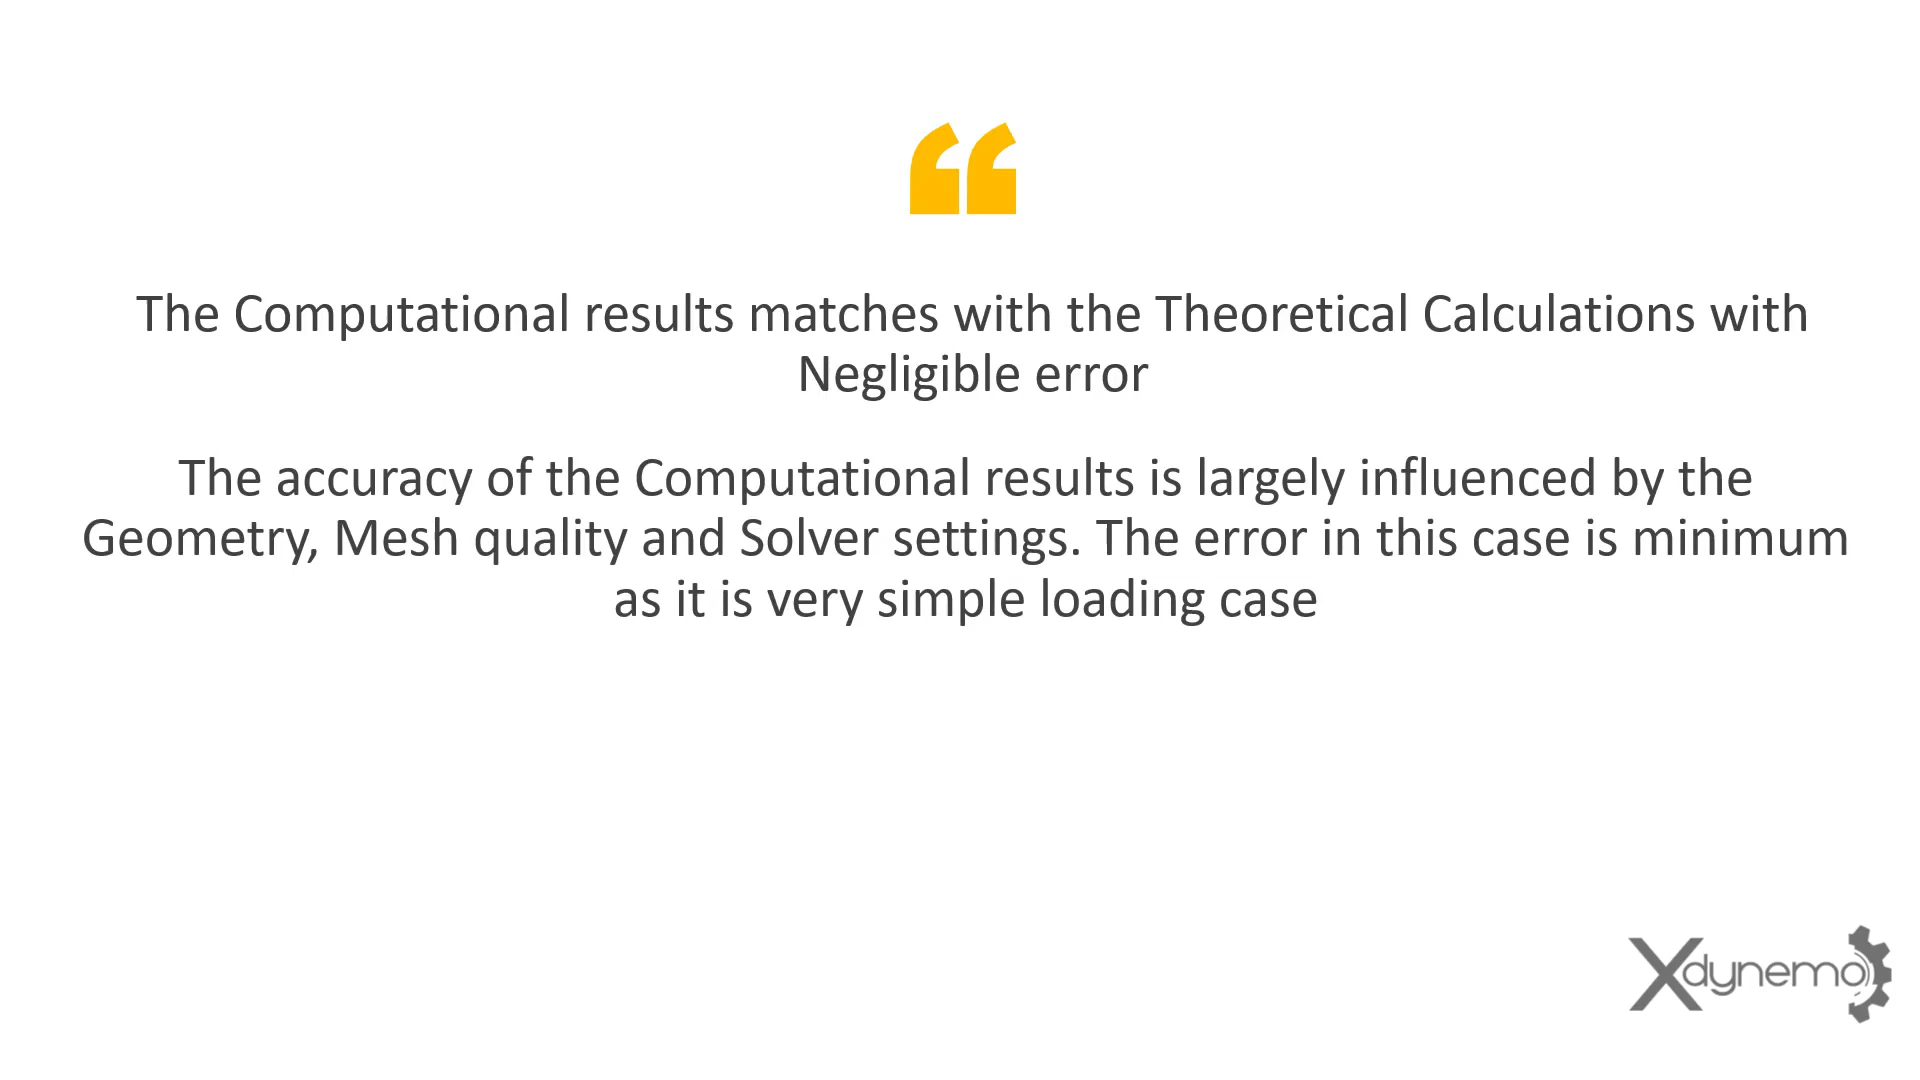 “
The Computational results matches with the Theoretical Calculations with
Negligible error
The accuracy of the Computational results is largely influenced by the
Geometry, Mesh quality and Solver settings. The error in this case is minimum
as it is very simple loading case
Xdynemo